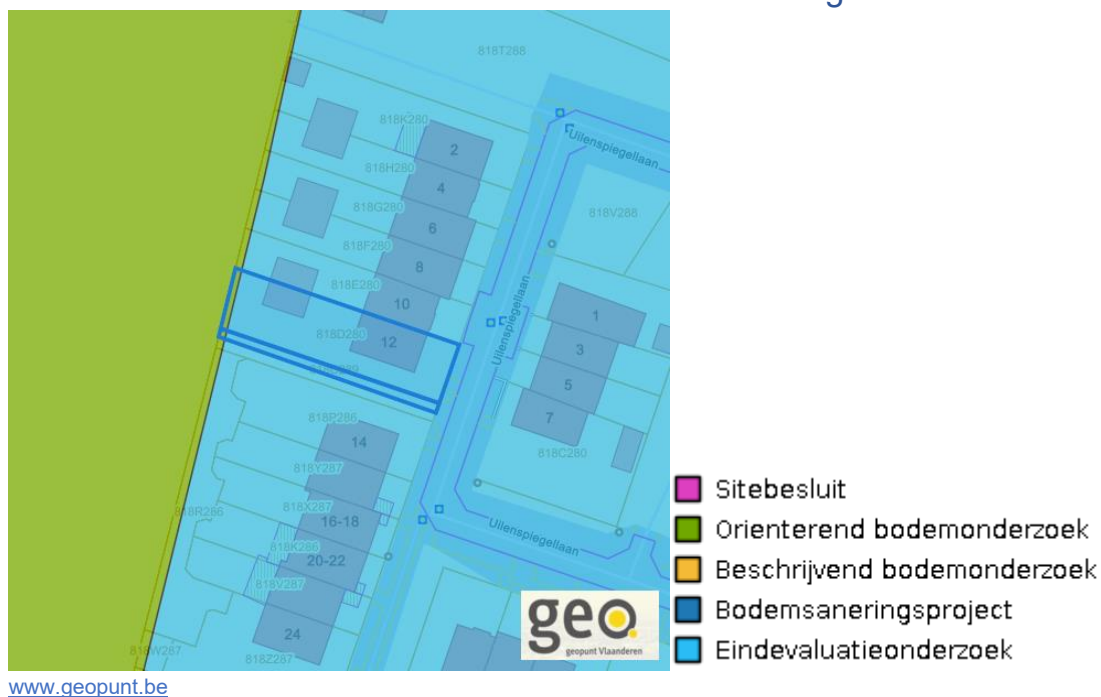 818T288
Uilenspiegellaan
818K280
2
818H280
4
818G280
818V288
6
818F280
8
818E280
10
Uilenspiegellaan
1
818D280
12
3
5
7
818P286
14
818C280
818Y287
818X287
818R286
16-18
Uilenspiegellaan
818K286
20-22
818V287
24
818W287
818Z287
geo
geopunt Vlaanderen
Sitebesluit
Orienterend bodemonderzoek
Beschrijvend bodemonderzoek
Bodemsaneringsproject
Eindevaluatieonderzoek
www.geopunt.be